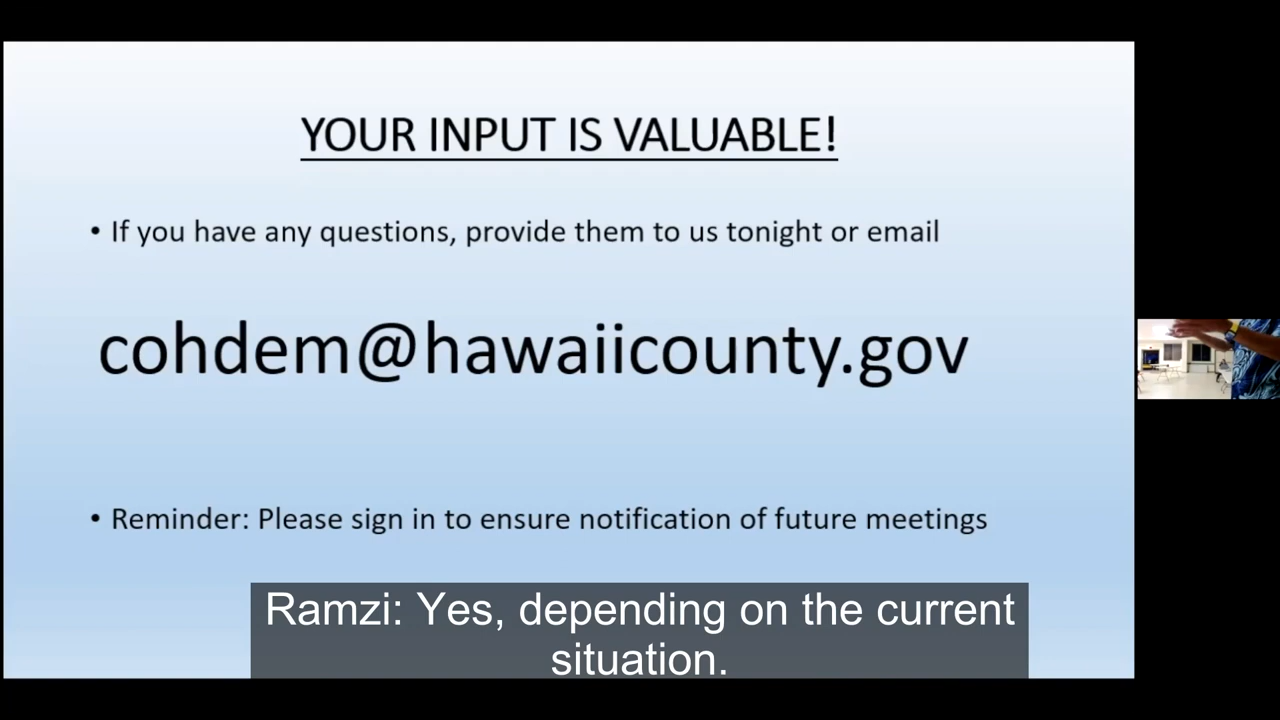 YOUR INPUT IS VALUABLE!
• If you have any questions, provide them to us tonight or email
cohdem@hawaiicounty.gov
• Reminder: Please sign in to ensure notification of future meetings
Ramzi: Yes, depending on the current
situation.